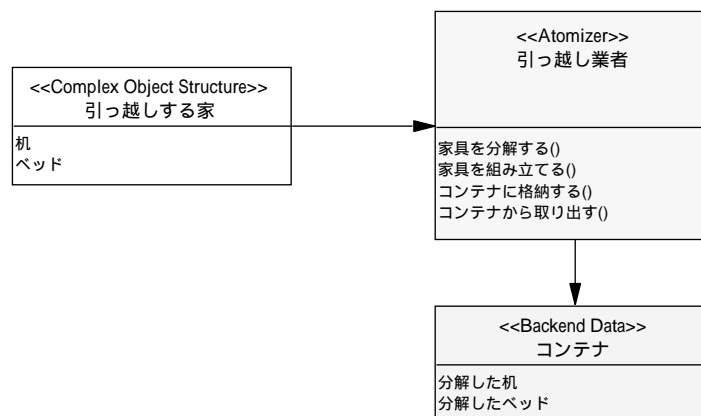 <<Complex Object Structure>>
引っ越しする家
机
ベッド
<<Atomizer>>
引っ越し業者
家具を分解する()
家具を組み立てる()
コンテナに格納する()
コンテナから取り出す()
<<Backend Data>>
コンテナ
分解した机
分解したベッド